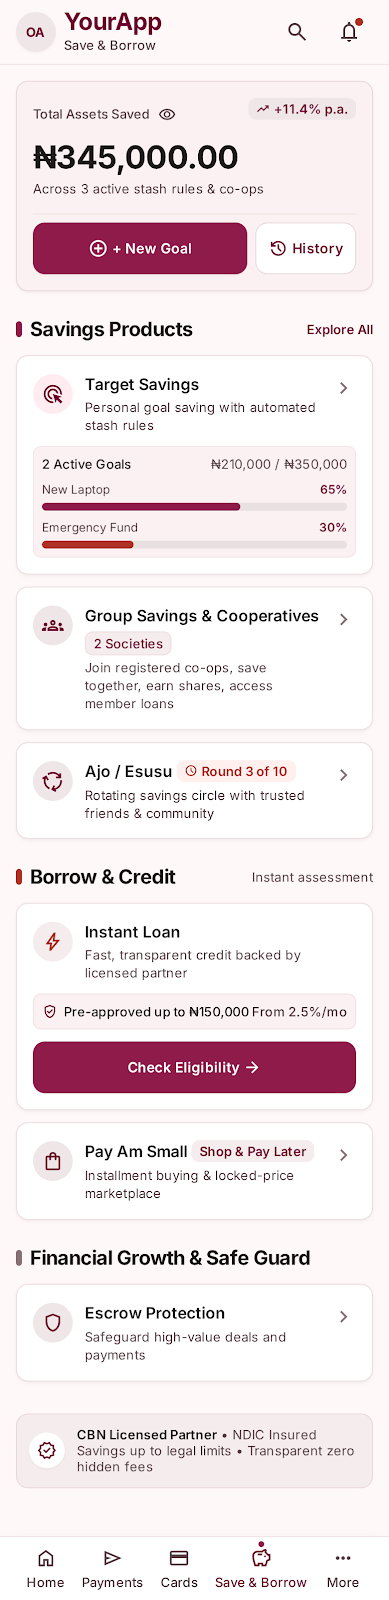 OA
YourApp
Save & Borrow
Total Assets Saved
+11.4% p.a.
₦345,000.00
Across 3 active stash rules & co-ops
+ New Goal
History
Savings Products
Explore All
Target Savings
Personal goal saving with automated
stash rules
2 Active Goals
₦210,000 / ₦350,000
New Laptop
65%
Emergency Fund
30%
Group Savings & Cooperatives
2 Societies
Join registered co-ops, save
together, earn shares, access
member loans
Ajo / Esusu
Round 3 of 10
Rotating savings circle with trusted
friends & community
Borrow & Credit
Instant assessment
Instant Loan
Fast, transparent credit backed by
licensed partner
Pre-approved up to ₦150,000
From 2.5%/mo
Check Eligibility →
Pay Am Small
Shop & Pay Later
Installment buying & locked-price
marketplace
Financial Growth & Safe Guard
Escrow Protection
Safeguard high-value deals and
payments
CBN Licensed Partner • NDIC Insured
Savings up to legal limits • Transparent zero
hidden fees
Home
Payments
Cards
Save & Borrow
More